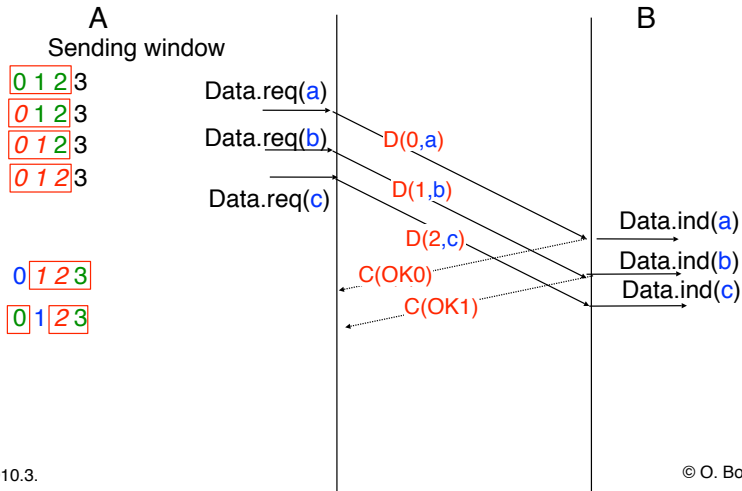 A
B
Sending window
0 1 2 3
0 1 2 3
0 1 2 3
0 1 2 3
Data.req(a)
Data.req(b)
Data.req(c)
D(0,a)
D(1,b)
D(2,c)
Data.ind(a)
Data.ind(b)
Data.ind(c)
C(OK0)
C(OK1)
0 1 2 3
0 1 2 3
10.3.
© O. Bo